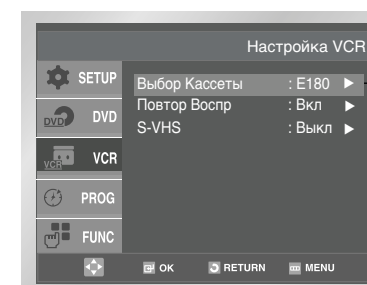 Настройка VCR
SETUP
Выбор Кассеты : E180 ►
DVD DVD
Повтор Воспр : Вкл ►
S-VHS : Выкл ►
VCR VCR
PROG
FUNC
OK RETURN MENU